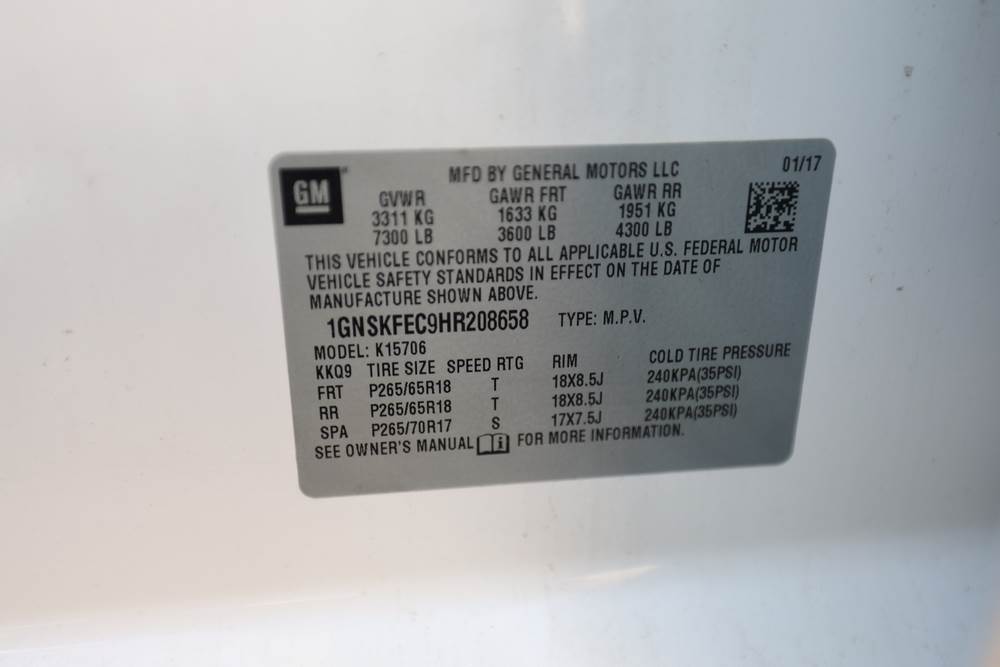 GM MFD BY GENERAL MOTORS LLC 01/17
GVWR GAWR FRT GAWR RR
3311 KG 1633 KG 1951 KG
7300 LB 3600 LB 4300 LB
THIS VEHICLE CONFORMS TO ALL APPLICABLE U.S. FEDERAL MOTOR
VEHICLE SAFETY STANDARDS IN EFFECT ON THE DATE OF
MANUFACTURE SHOWN ABOVE.
1GNSKFEC9HR208658 TYPE: M.P.V.
MODEL: K15706
KKQ9 TIRE SIZE SPEED RTG RIM COLD TIRE PRESSURE
FRT P265/65R18 T 18X8.5J 240KPA(35PSI)
RR P265/65R18 T 18X8.5J 240KPA(35PSI)
SPA P265/70R17 S 17X7.5J 240KPA(35PSI)
SEE OWNER'S MANUAL FOR MORE INFORMATION.